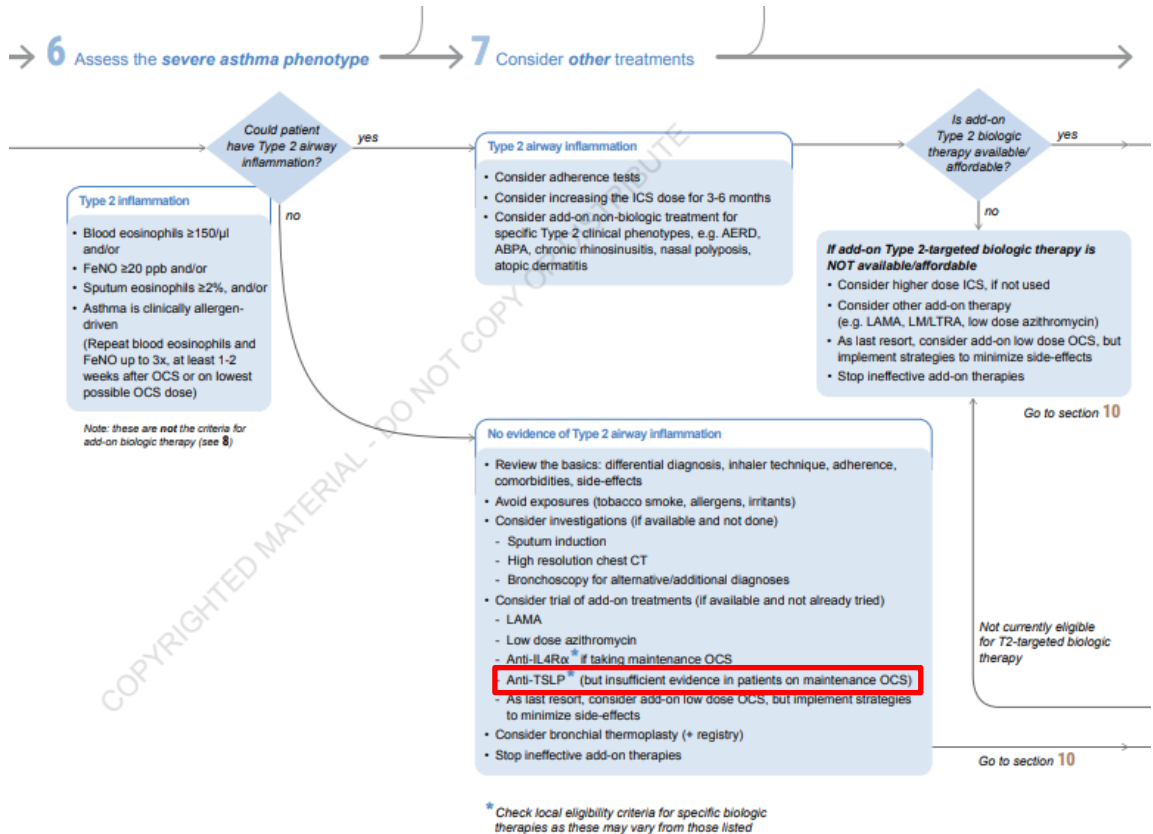 6 Assess the severe asthma phenotype
7 Consider other treatments
Could patient
have Type 2 airway
inflammation?
yes
no
Type 2 inflammation
• Blood eosinophils ≥150/µl
and/or
• FeNO ≥20 ppb and/or
• Sputum eosinophils ≥2%, and/or
• Asthma is clinically allergen-
driven
(Repeat blood eosinophils and
FeNO up to 3x, at least 1-2
weeks after OCS or on lowest
possible OCS dose)
Note: these are not the criteria for
add-on biologic therapy (see 8)
Type 2 airway inflammation
• Consider adherence tests
• Consider increasing the ICS dose for 3-6 months
• Consider add-on non-biologic treatment for
specific Type 2 clinical phenotypes, e.g. AERD,
ABPA, chronic rhinosinusitis, nasal polyposis,
atopic dermatitis
Is add-on
Type 2 biologic
therapy available/
affordable?
yes
no
If add-on Type 2-targeted biologic therapy is
NOT available/affordable
• Consider higher dose ICS, if not used
• Consider other add-on therapy
(e.g. LAMA, LM/LTRA, low dose azithromycin)
• As last resort, consider add-on low dose OCS, but
implement strategies to minimize side-effects
• Stop ineffective add-on therapies
Go to section 10
No evidence of Type 2 airway inflammation
• Review the basics: differential diagnosis, inhaler technique, adherence,
comorbidities, side-effects
• Avoid exposures (tobacco smoke, allergens, irritants)
• Consider investigations (if available and not done)
- Sputum induction
- High resolution chest CT
- Bronchoscopy for alternative/additional diagnoses
• Consider trial of add-on treatments (if available and not already tried)
- LAMA
- Low dose azithromycin
- Anti-IL4Rα* if taking maintenance OCS
- Anti-TSLP* (but insufficient evidence in patients on maintenance OCS)
- As last resort, consider add-on low dose OCS, but implement strategies
to minimize side-effects
• Consider bronchial thermoplasty (+ registry)
• Stop ineffective add-on therapies
Not currently eligible
for T2-targeted biologic
therapy
Go to section 10
* Check local eligibility criteria for specific biologic
therapies as these may vary from those listed
COPYRIGHTED MATERIAL - DO NOT COPY OR DISTRIBUTE